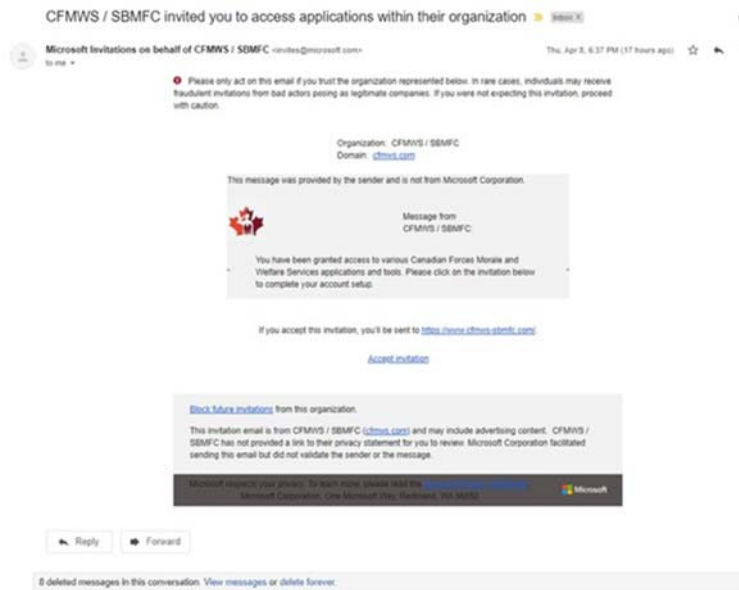 CFMWS / SBMFC invited you to access applications within their organization
Inbox x
Microsoft Invitations on behalf of CFMWS / SBMFC <invites@microsoft.com>
Thu, Apr 8, 6:37 PM (17 hours ago)
to me
Please only act on this email if you trust the organization represented below. In rare cases, individuals may receive
fraudulent invitations from bad actors posing as legitimate companies. If you were not expecting this invitation, proceed
with caution.
Organization: CFMWS / SBMFC
Domain: cfmws.com
This message was provided by the sender and is not from Microsoft Corporation.
Message from
CFMWS / SBMFC:
You have been granted access to various Canadian Forces Morale and
Welfare Services applications and tools. Please click on the invitation below
to complete your account setup.
If you accept this invitation, you'll be sent to https://www.cfmws-sbmfc.com/.
Accept invitation
Block future invitations from this organization.
This invitation email is from CFMWS / SBMFC (cfmws.com) and may include advertising content. CFMWS /
SBMFC has not provided a link to their privacy statement for you to review. Microsoft Corporation facilitated
sending this email but did not validate the sender or the message.
Microsoft respects your privacy. To learn more, please read the
Microsoft
Microsoft Corporation, One Microsoft Way, Redmond, WA 98052
Reply
Forward
8 deleted messages in this conversation. View messages or delete forever.